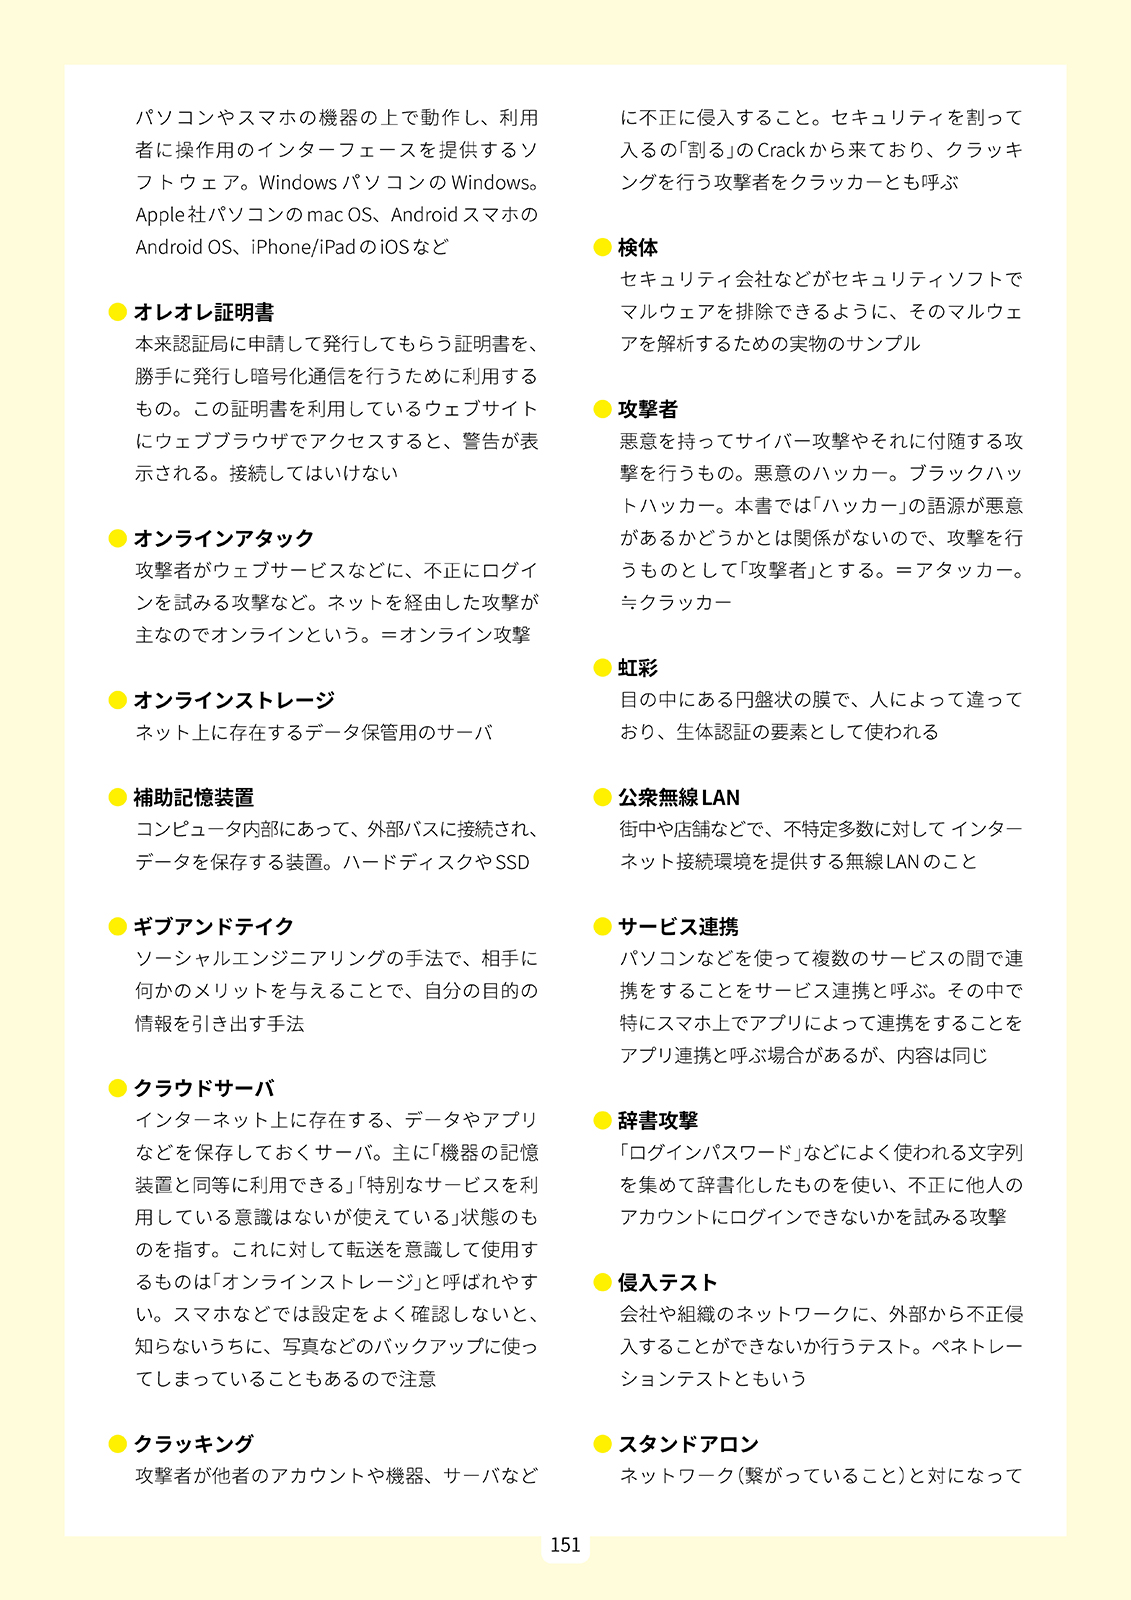 パソコンやスマホの機器の上で動作し、利用
者に操作用のインターフェースを提供するソ
フトウェア。Windows パソコンの Windows。
Apple 社パソコンの mac OS、Android スマホの
Android OS、iPhone/iPad の iOS など
● オレオレ証明書
本来認証局に申請して発行してもらう証明書を、
勝手に発行し暗号化通信を行うために利用する
もの。この証明書を利用しているウェブサイト
にウェブブラウザでアクセスすると、警告が表
示される。接続してはいけない
● オンラインアタック
攻撃者がウェブサービスなどに、不正にログイ
ンを試みる攻撃など。ネットを経由した攻撃が
主なのでオンラインという。＝オンライン攻撃
● オンラインストレージ
ネット上に存在するデータ保管用のサーバ
● 補助記憶装置
コンピュータ内部にあって、外部バスに接続され、
データを保存する装置。ハードディスクや SSD
● ギブアンドテイク
ソーシャルエンジニアリングの手法で、相手に
何かのメリットを与えることで、自分の目的の
情報を引き出す手法
● クラウドサーバ
インターネット上に存在する、データやアプリ
などを保存しておくサーバ。主に「機器の記憶
装置と同等に利用できる」「特別なサービスを利
用している意識はないが使えている」状態のも
のを指す。これに対して転送を意識して使用す
るものは「オンラインストレージ」と呼ばれやす
い。スマホなどでは設定をよく確認しないと、
知らないうちに、写真などのバックアップに使っ
てしまっていることもあるので注意
● クラッキング
攻撃者が他者のアカウントや機器、サーバなど
に不正に侵入すること。セキュリティを割って
入るの「割る」の Crack から来ており、クラッキ
ングを行う攻撃者をクラッカーとも呼ぶ
● 検体
セキュリティ会社などがセキュリティソフトで
マルウェアを排除できるように、そのマルウェ
アを解析するための実物のサンプル
● 攻撃者
悪意を持ってサイバー攻撃やそれに付随する攻
撃を行うもの。悪意のハッカー。ブラックハッ
トハッカー。本書では「ハッカー」の語源が悪意
があるかどうかとは関係がないので、攻撃を行
うものとして「攻撃者」とする。＝アタッカー。
≒クラッカー
● 虹彩
目の中にある円盤状の膜で、人によって違って
おり、生体認証の要素として使われる
● 公衆無線 LAN
街中や店舗などで、不特定多数に対して インター
ネット接続環境を提供する無線 LAN のこと
● サービス連携
パソコンなどを使って複数のサービスの間で連
携をすることをサービス連携と呼ぶ。その中で
特にスマホ上でアプリによって連携をすることを
アプリ連携と呼ぶ場合があるが、内容は同じ
● 辞書攻撃
「ログインパスワード」などによく使われる文字列
を集めて辞書化したものを使い、不正に他人の
アカウントにログインできないかを試みる攻撃
● 侵入テスト
会社や組織のネットワークに、外部から不正侵
入することができないか行うテスト。ペネトレー
ションテストともいう
● スタンドアロン
ネットワーク（繋がっていること）と対になって
151